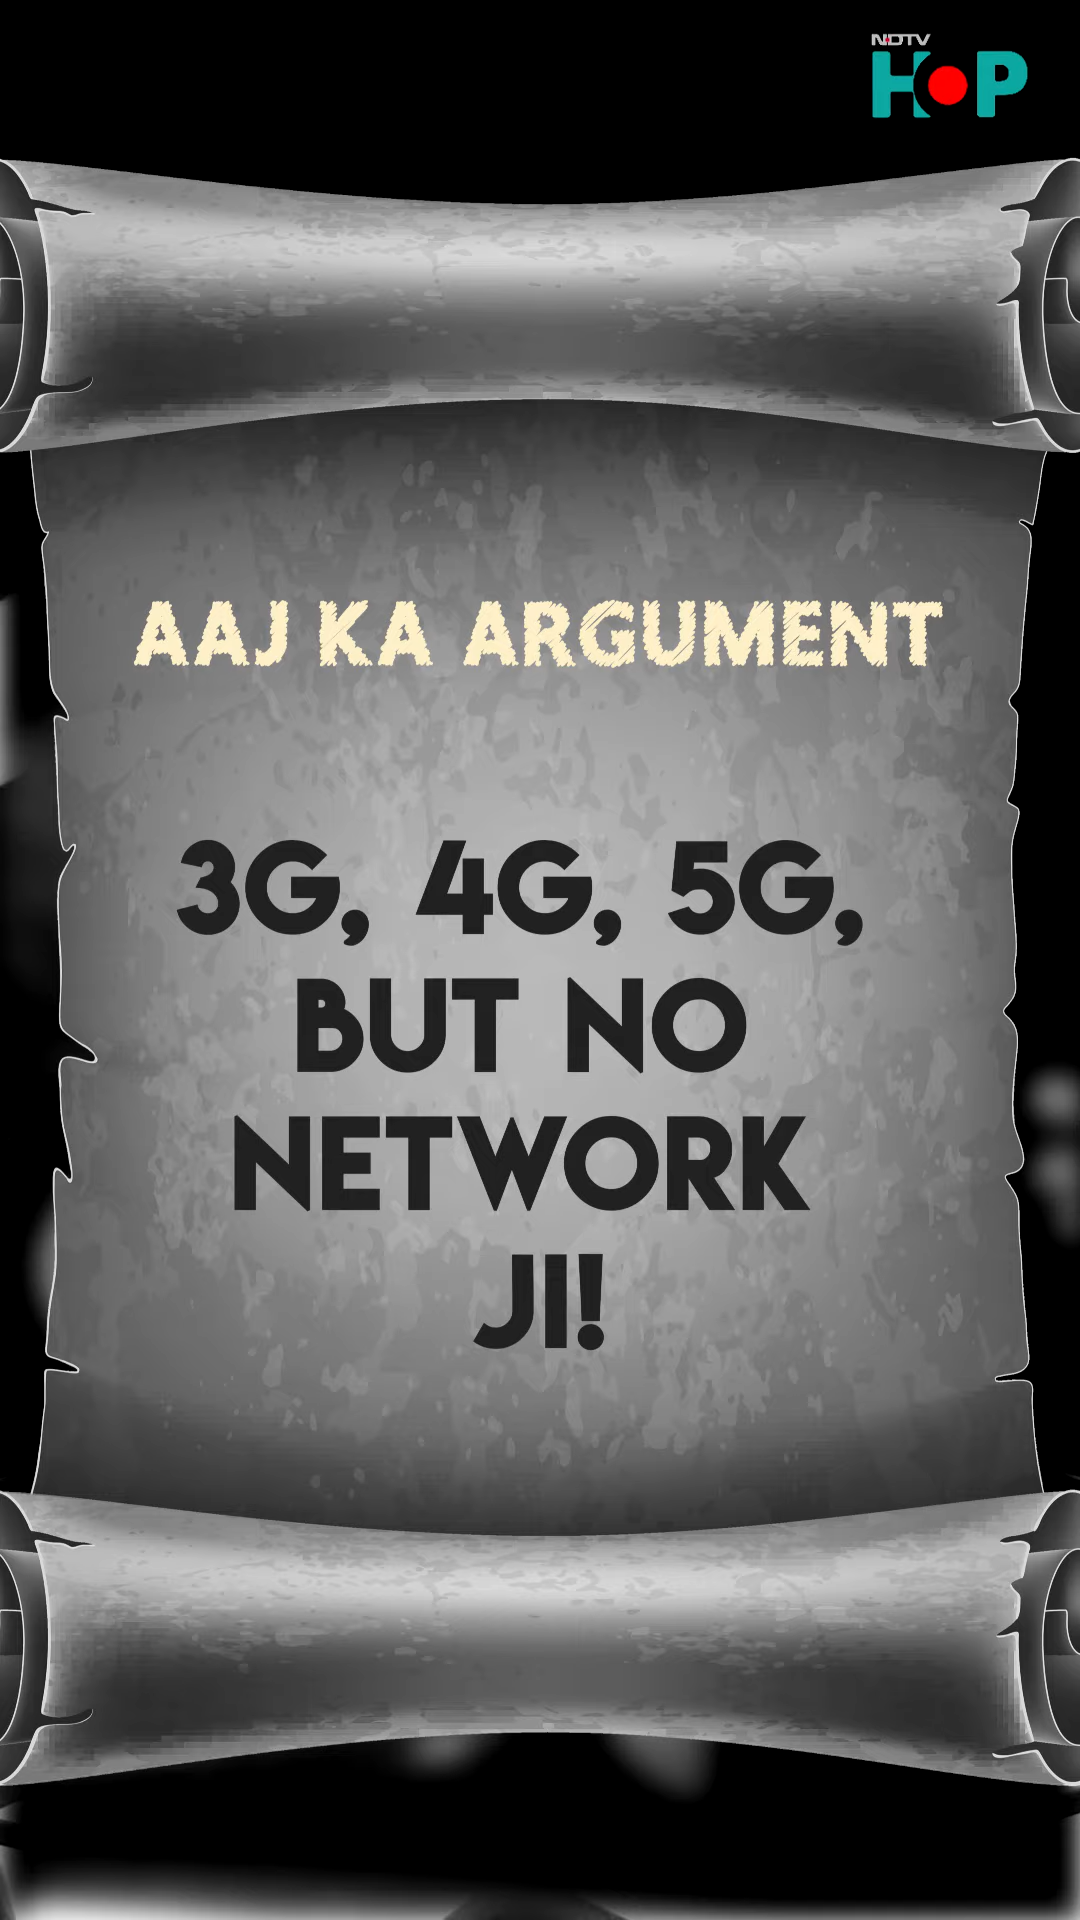 NDTV
HOP
AAJ KA ARGUMENT
3G, 4G, 5G,
BUT NO
NETWORK
JI!